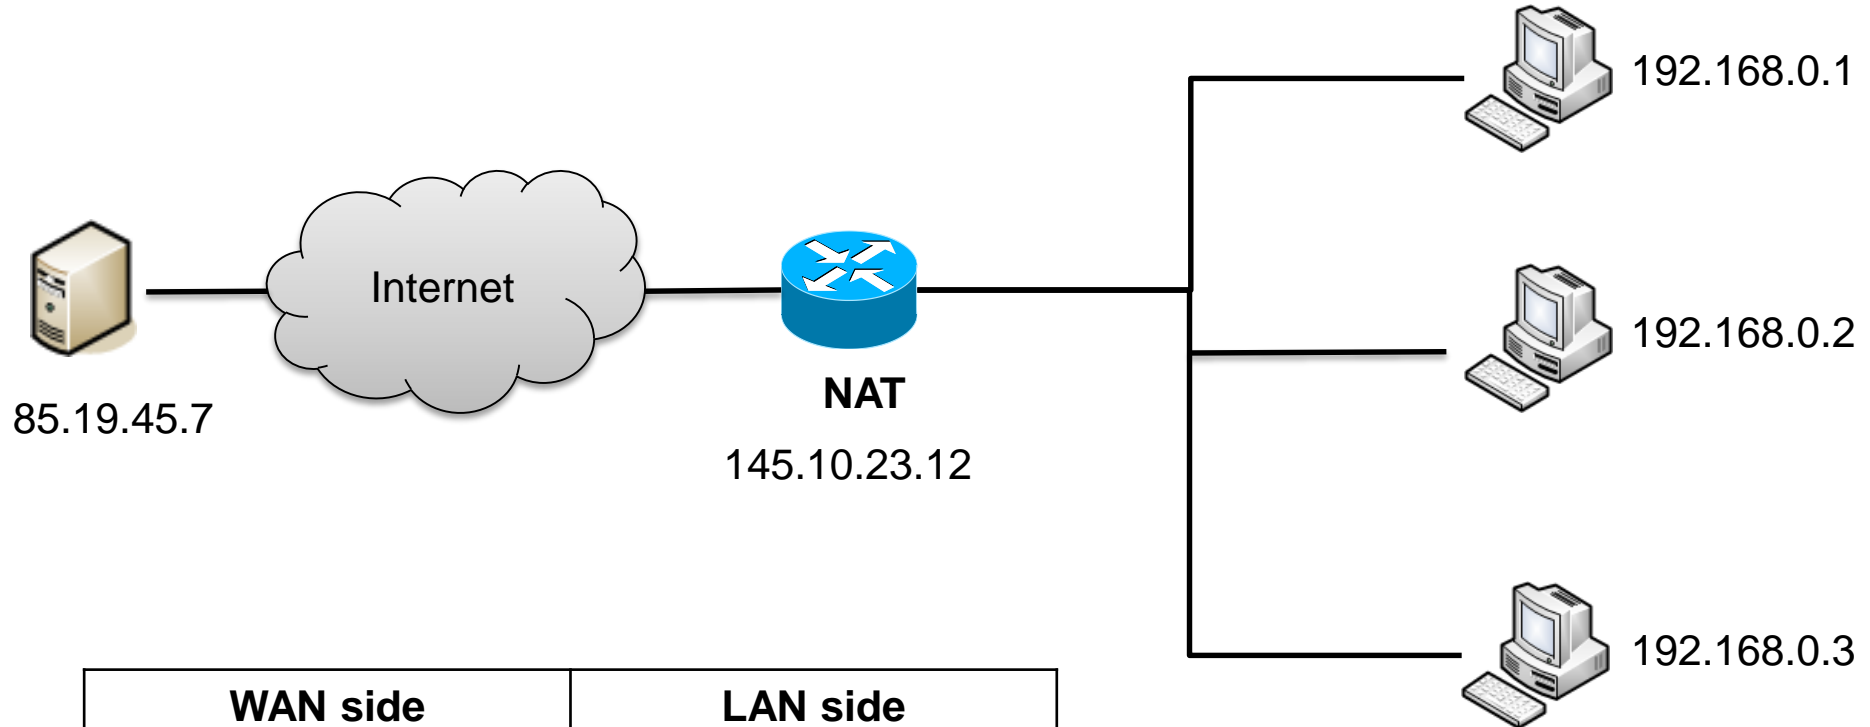 192.168.0.1
Internet
192.168.0.2
NAT
85.19.45.7
145.10.23.12
192.168.0.3
WAN side
LAN side